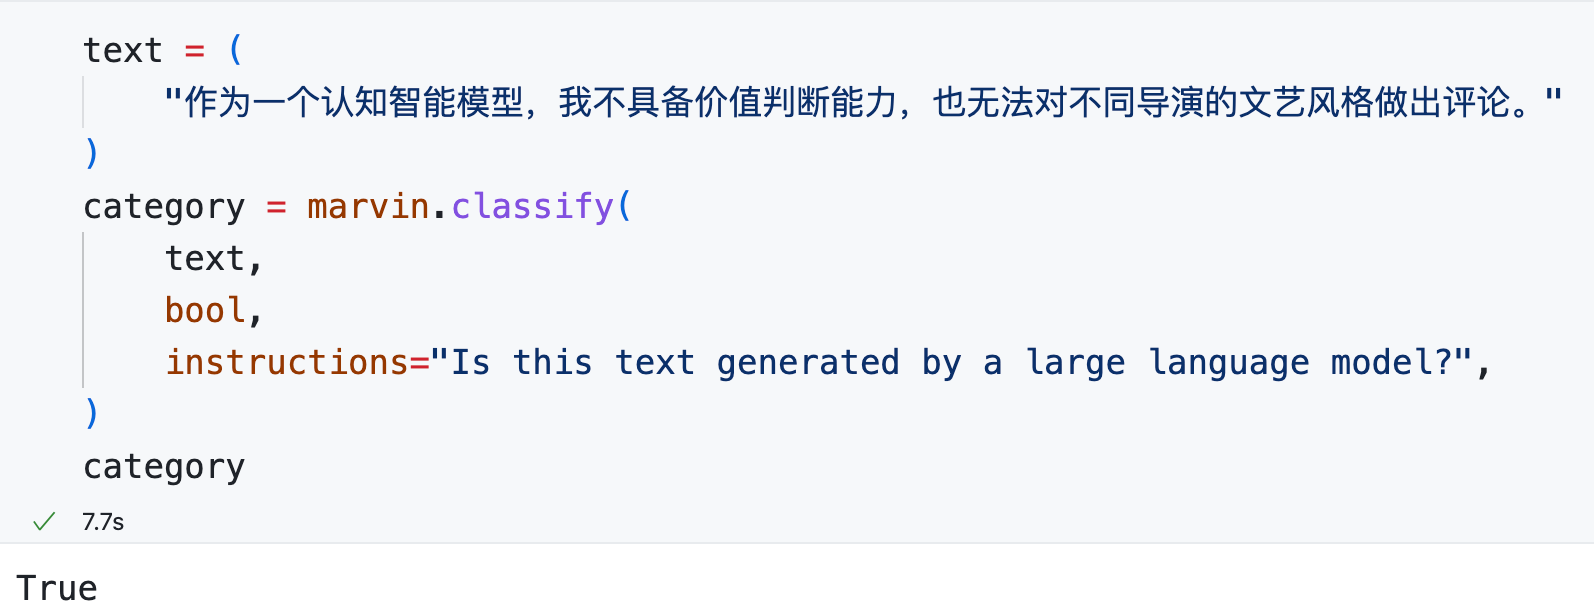 text = (
    "作为一个认知智能模型，我不具备价值判断能力，也无法对不同导演的文艺风格做出评论。"
)
category = marvin.classify(
    text,
    bool,
    instructions="Is this text generated by a large language model?",
)
category
7.7s
True